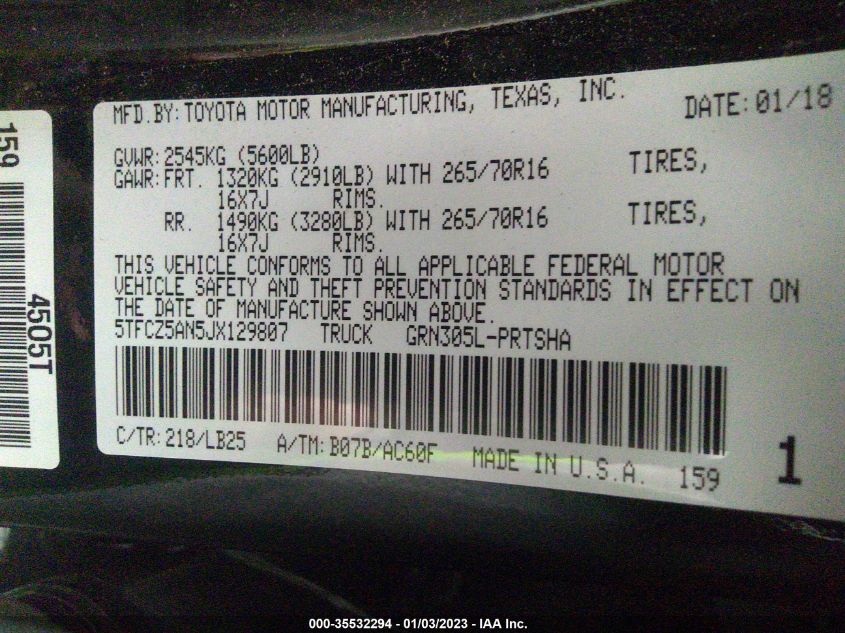 159
4505T
MFD.BY:TOYOTA MOTOR MANUFACTURING, TEXAS, INC. DATE:01/18
GVWR:2545KG (5600LB)
GAWR:FRT. 1320KG (2910LB) WITH 265/70R16 TIRES,
16X7J RIMS.
RR. 1490KG (3280LB) WITH 265/70R16 TIRES,
16X7J RIMS.
THIS VEHICLE CONFORMS TO ALL APPLICABLE FEDERAL MOTOR
VEHICLE SAFETY AND THEFT PREVENTION STANDARDS IN EFFECT ON
THE DATE OF MANUFACTURE SHOWN ABOVE.
5TFCZ5AN5JX129807 TRUCK GRN305L-PRTSHA
C/TR:218/LB25 A/TM:B07B/AC60F MADE IN U.S.A. 159 1
000-35532294 - 01/03/2023 - IAA Inc.